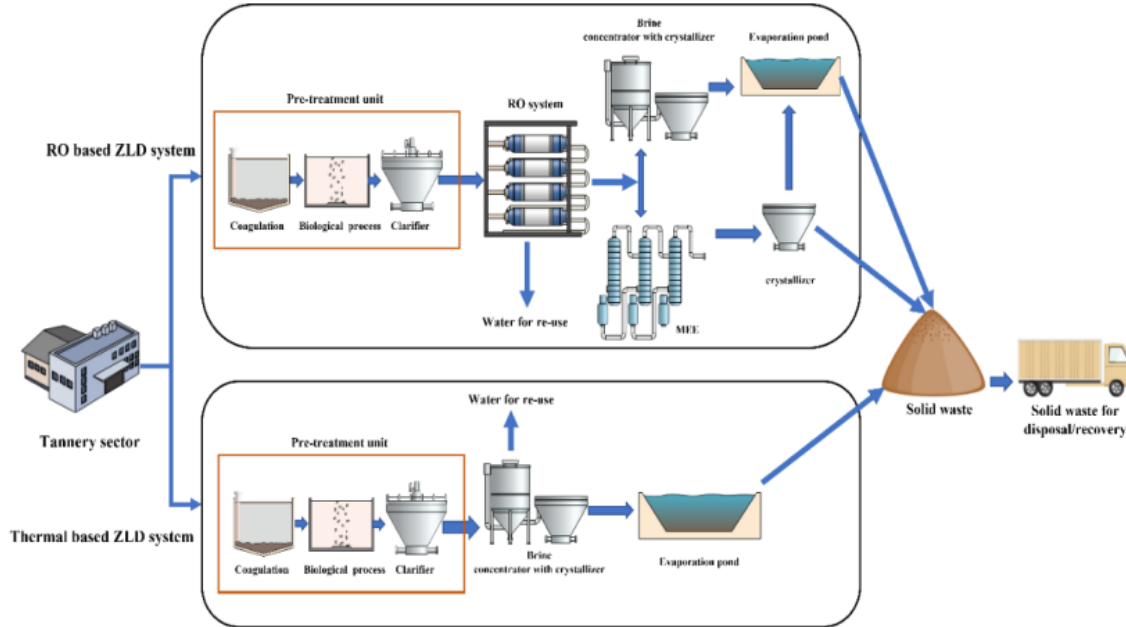 Brine
concentrator with crystallizer
Evaporation pond
Pre-treatment unit
RO system
RO based ZLD system
Coagulation
Biological process
Clarifier
crystallizer
Water for re-use
MEE
Tannery sector
Solid waste
Solid waste for
disposal/recovery
Water for re-use
Pre-treatment unit
Thermal based ZLD system
Coagulation
Biological process
Clarifier
Brine
concentrator with crystallizer
Evaporation pond